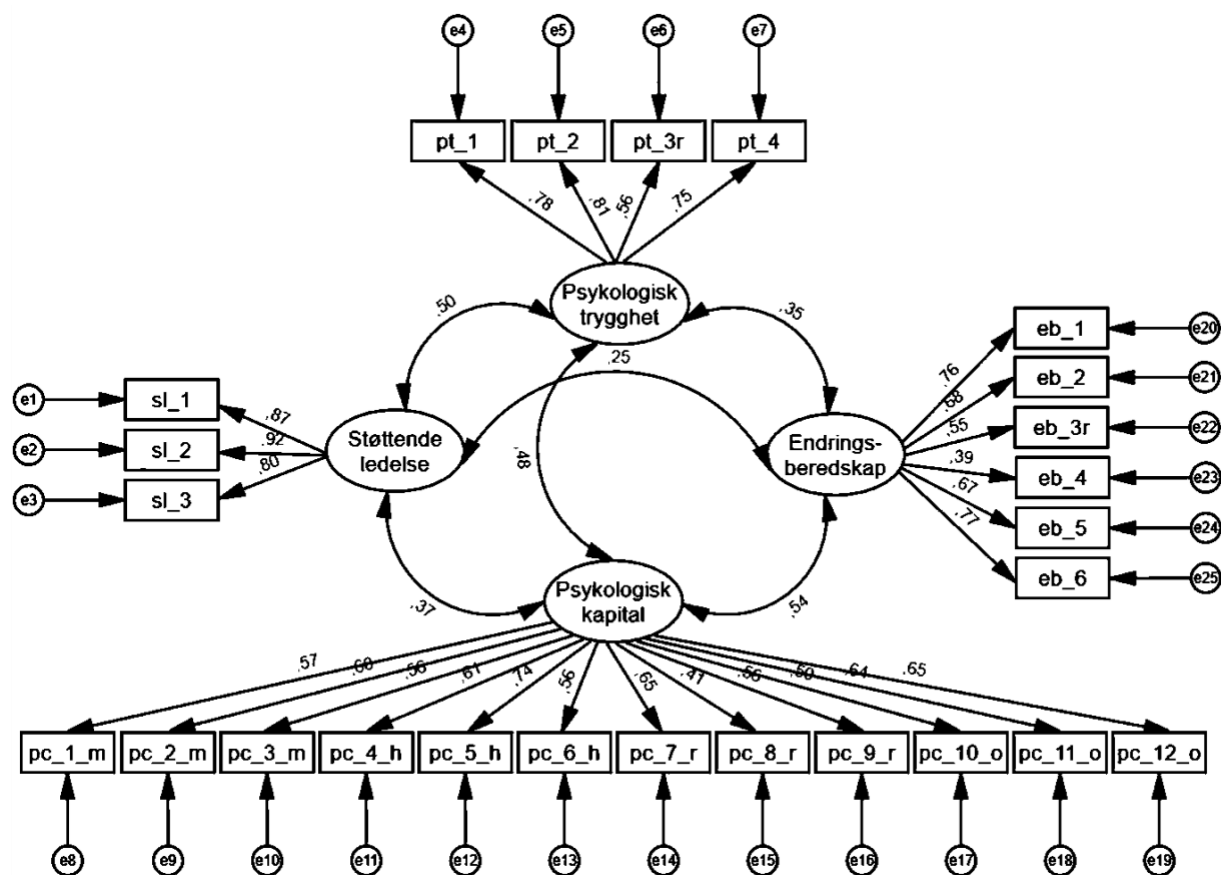 e4 e5 e6 e7
pt_1 pt_2 pt_3r pt_4
.78 .81 .56 .75
Psykologisk
trygghet
.50 .35
.25
e1 sl_1 .87
e2 sl_2 .92
e3 sl_3 .80
Støttende
ledelse
.48
Endrings-
beredskap
.76 eb_1 e20
.68 eb_2 e21
.55 eb_3r e22
.39 eb_4 e23
.67 eb_5 e24
.77 eb_6 e25
Psykologisk
kapital
.37 .54
.57 .60 .56 .61 .74 .56 .65 .41 .56 .50 .64 .65
pc_1_m pc_2_m pc_3_m pc_4_h pc_5_h pc_6_h pc_7_r pc_8_r pc_9_r pc_10_o pc_11_o pc_12_o
e8 e9 e10 e11 e12 e13 e14 e15 e16 e17 e18 e19